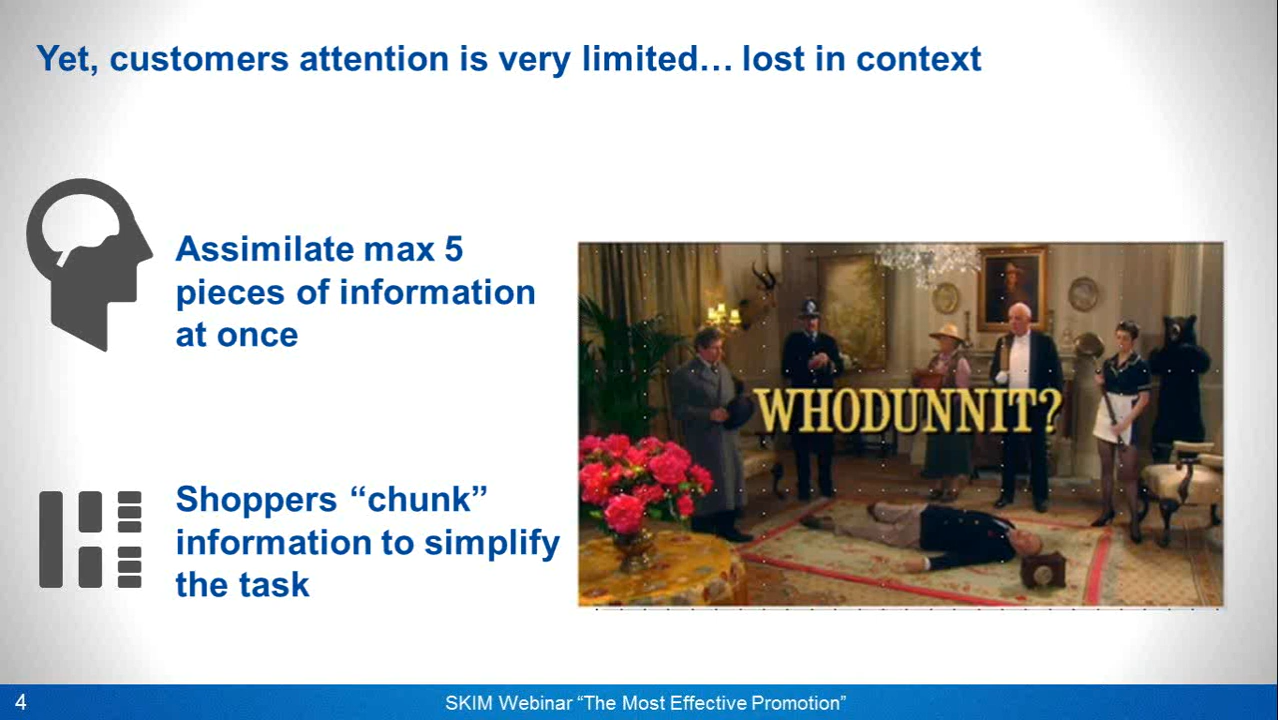 Yet, customers attention is very limited… lost in context
Assimilate max 5
pieces of information
at once
WHODUNNIT?
Shoppers “chunk”
information to simplify
the task
4
SKIM Webinar “The Most Effective Promotion”